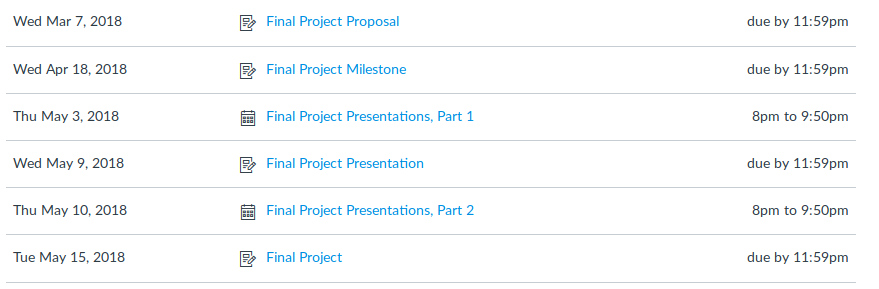 Wed Mar 7, 2018 Final Project Proposal due by 11:59pm
Wed Apr 18, 2018 Final Project Milestone due by 11:59pm
Thu May 3, 2018 Final Project Presentations, Part 1 8pm to 9:50pm
Wed May 9, 2018 Final Project Presentation due by 11:59pm
Thu May 10, 2018 Final Project Presentations, Part 2 8pm to 9:50pm
Tue May 15, 2018 Final Project due by 11:59pm